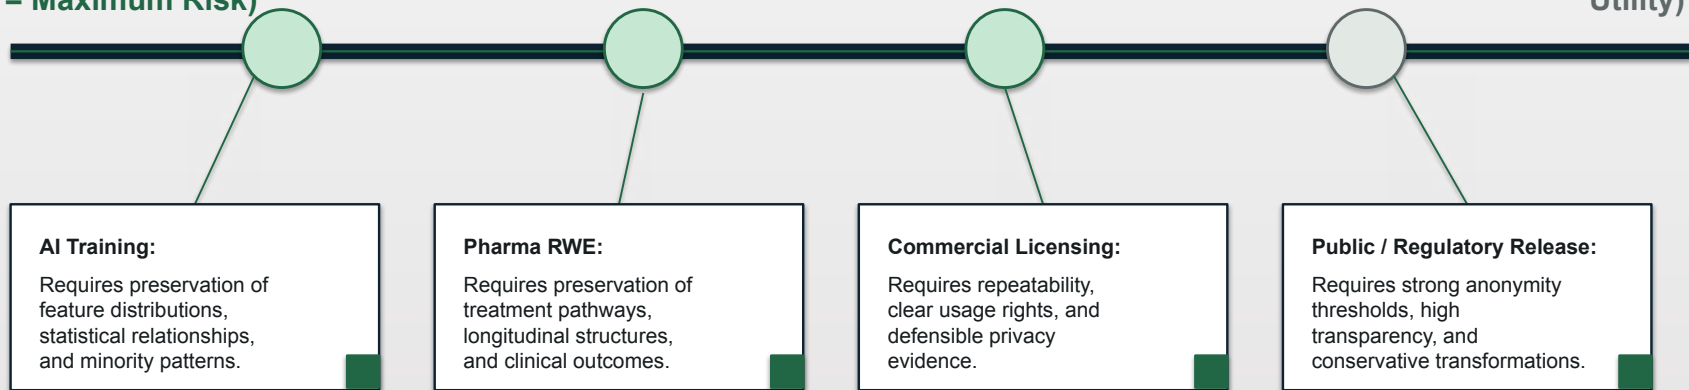 = Maximum Risk)
Utility)
AI Training:
Requires preservation of
feature distributions,
statistical relationships,
and minority patterns.
Pharma RWE:
Requires preservation of
treatment pathways,
longitudinal structures,
and clinical outcomes.
Commercial Licensing:
Requires repeatability,
clear usage rights, and
defensible privacy
evidence.
Public / Regulatory Release:
Requires strong anonymity
thresholds, high
transparency, and
conservative transformations.